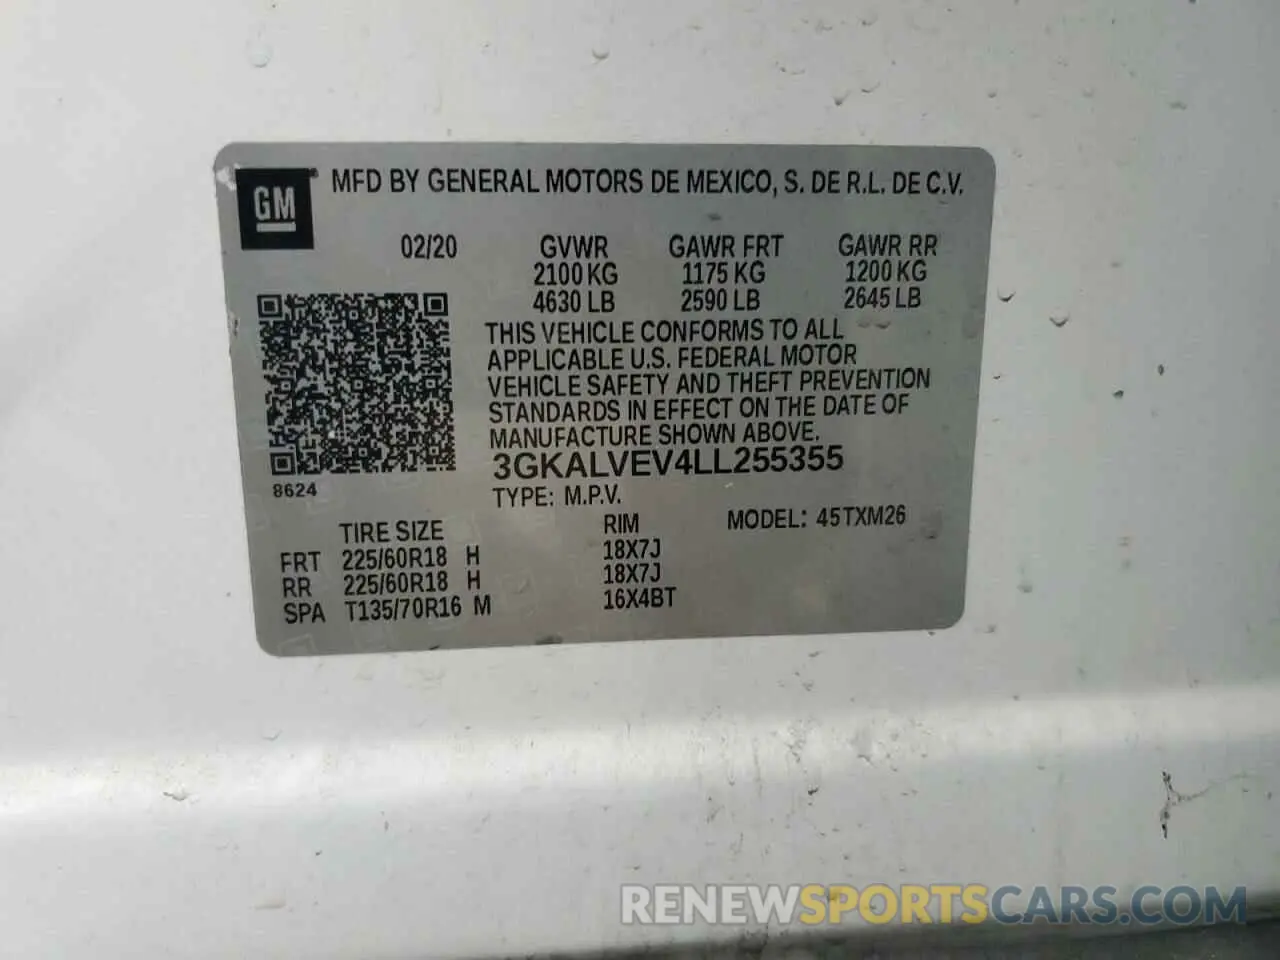 GM ® MFD BY GENERAL MOTORS DE MEXICO, S. DE R.L. DE C.V.
02/20 GVWR GAWR FRT GAWR RR
2100 KG 1175 KG 1200 KG
4630 LB 2590 LB 2645 LB
THIS VEHICLE CONFORMS TO ALL
APPLICABLE U.S. FEDERAL MOTOR
VEHICLE SAFETY AND THEFT PREVENTION
STANDARDS IN EFFECT ON THE DATE OF
MANUFACTURE SHOWN ABOVE.
3GKALVEV4LL255355
8624
TYPE: M.P.V.
TIRE SIZE RIM MODEL: 45TXM26
FRT 225/60R18 H 18X7J
RR 225/60R18 H 18X7J
SPA T135/70R16 M 16X4BT
RENEWSPORTSCARS.COM